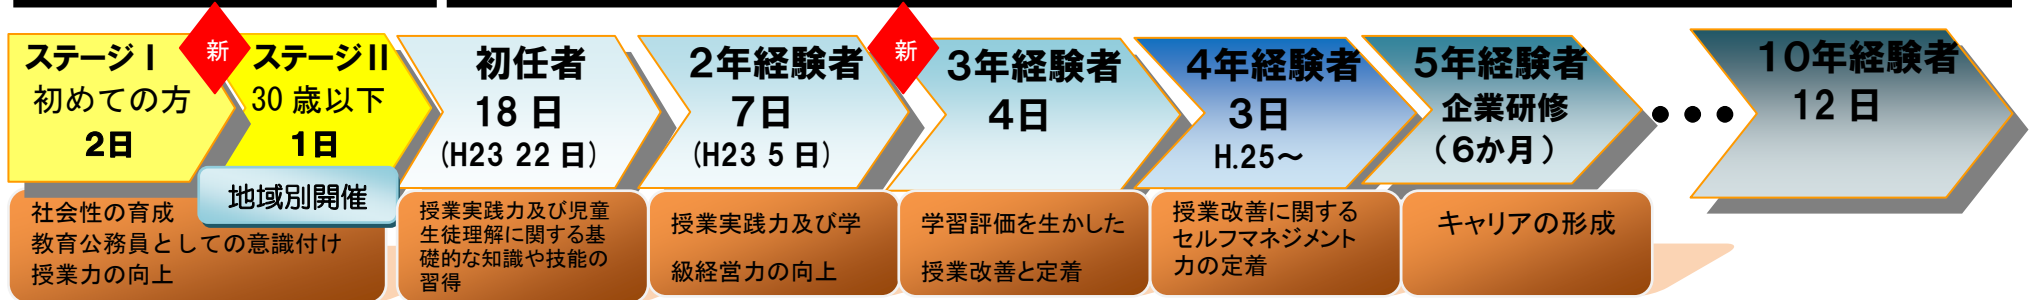 ステージⅠ
初めての方
2日
新
ステージⅡ
30歳以下
1日
地域別開催
初任者
18日
(H23 22日)
2年経験者
7日
(H23 5日)
新
3年経験者
4日
4年経験者
3日
H.25～
5年経験者
企業研修
(6か月)
•••
10年経験者
12日
社会性の育成
教育公務員としての意識付け
授業力の向上
授業実践力及び児童
生徒理解に関する基
礎的な知識や技能の
習得
授業実践力及び学
級経営力の向上
学習評価を生かした
授業改善と定着
授業改善に関する
セルフマネジメント
力の定着
キャリアの形成